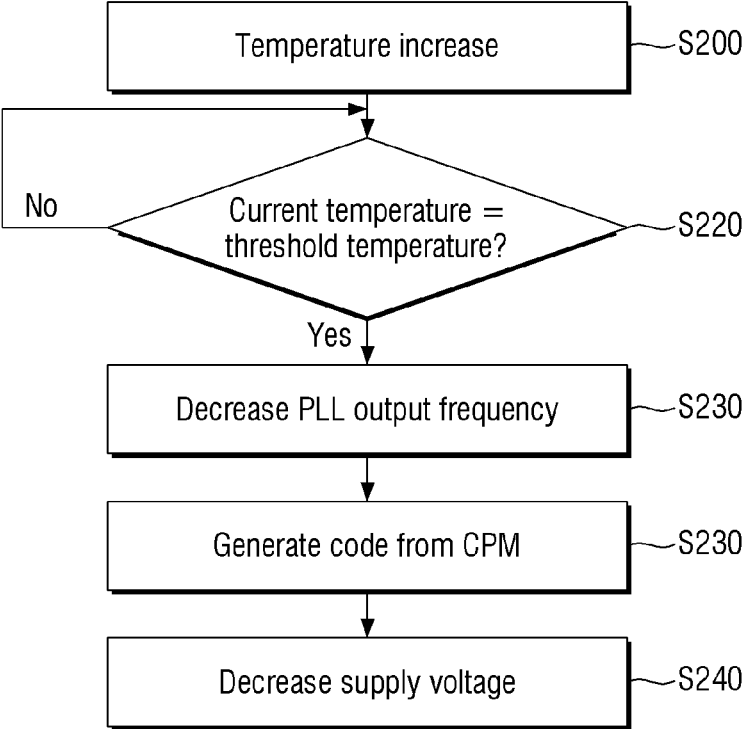 Temperature increase
S200
No
Current temperature =
threshold temperature?
S220
Yes
Decrease PLL output frequency
S230
Generate code from CPM
S230
Decrease supply voltage
S240